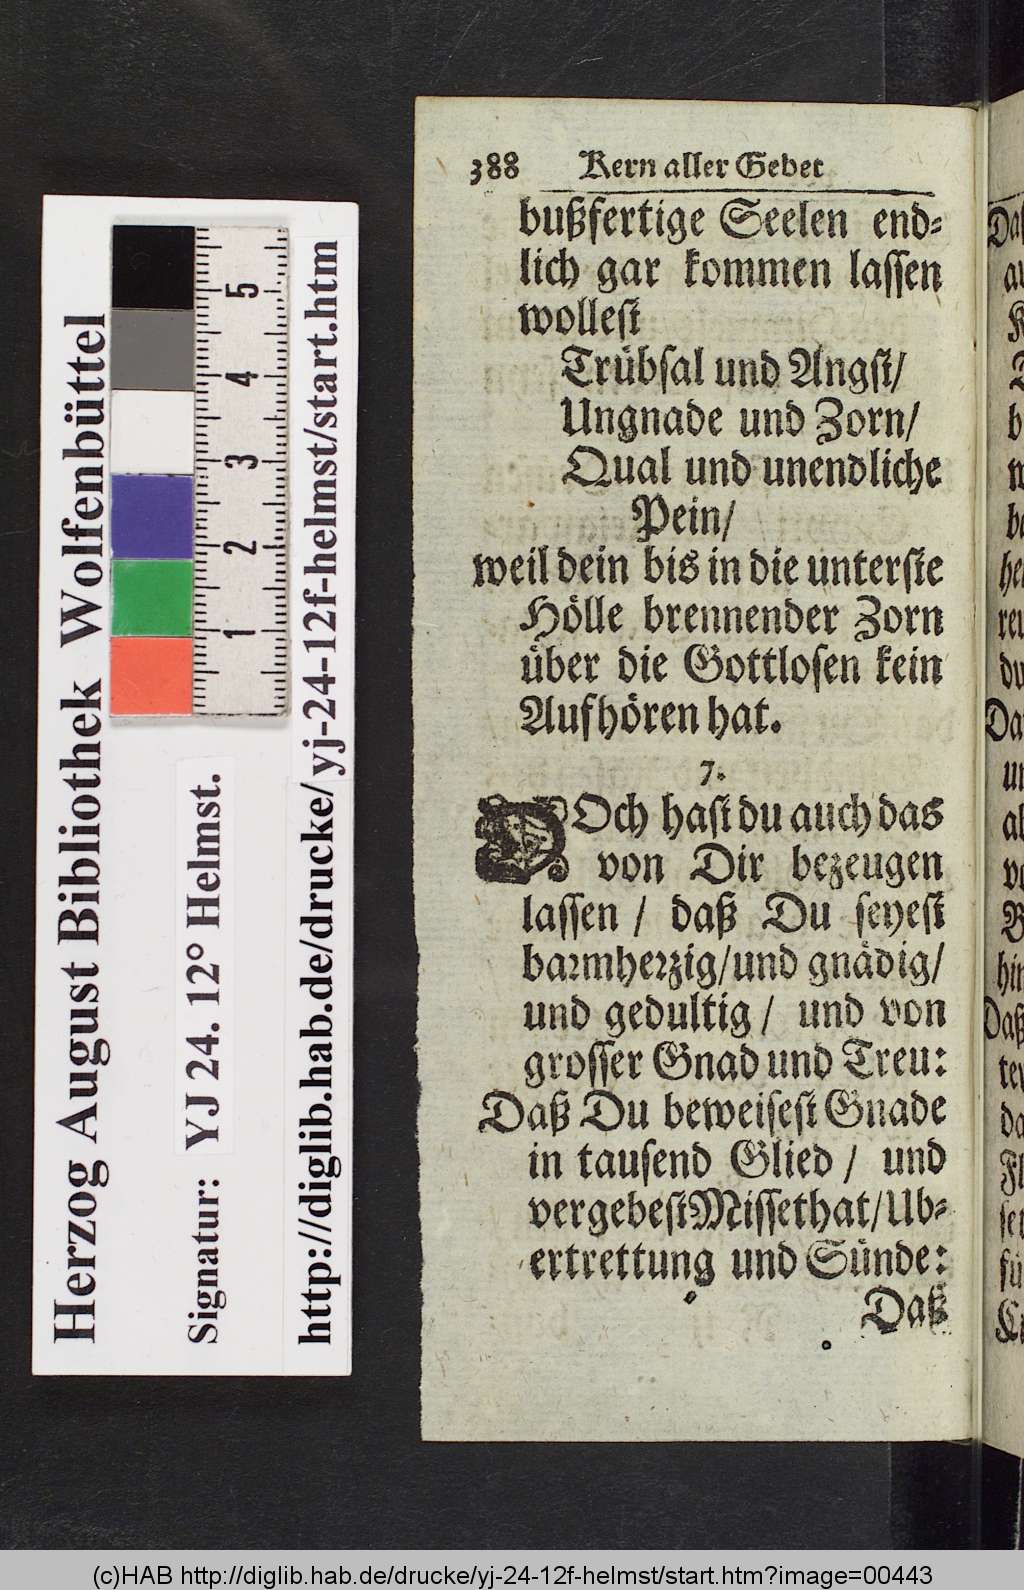 388 Kern aller Gebet
bußfertige Seelen end⸗
lich gar kommen lassen
wollest
Trübsal und Angst/
Ungnade und Zorn/
Qual und unendliche
Pein/
weil dein bis in die unterste
Hölle brennender Zorn
über die Gottlosen kein
Aufhören hat.
7.
DOch hast du auch das
von Dir bezeugen
lassen / daß Du seyest
barmherzig/und gnädig/
und gedultig / und von
grosser Gnad und Treu:
Daß Du beweisest Gnade
in tausend Glied / und
vergebest Missethat/Ub⸗
ertrettung und Sünde:
Daß
Herzog August Bibliothek Wolfenbüttel
Signatur: YJ 24. 12° Helmst.
http://diglib.hab.de/drucke/yj-24-12f-helmst/start.htm
1 2 3 4 5
(c)HAB http://diglib.hab.de/drucke/yj-24-12f-helmst/start.htm?image=00443